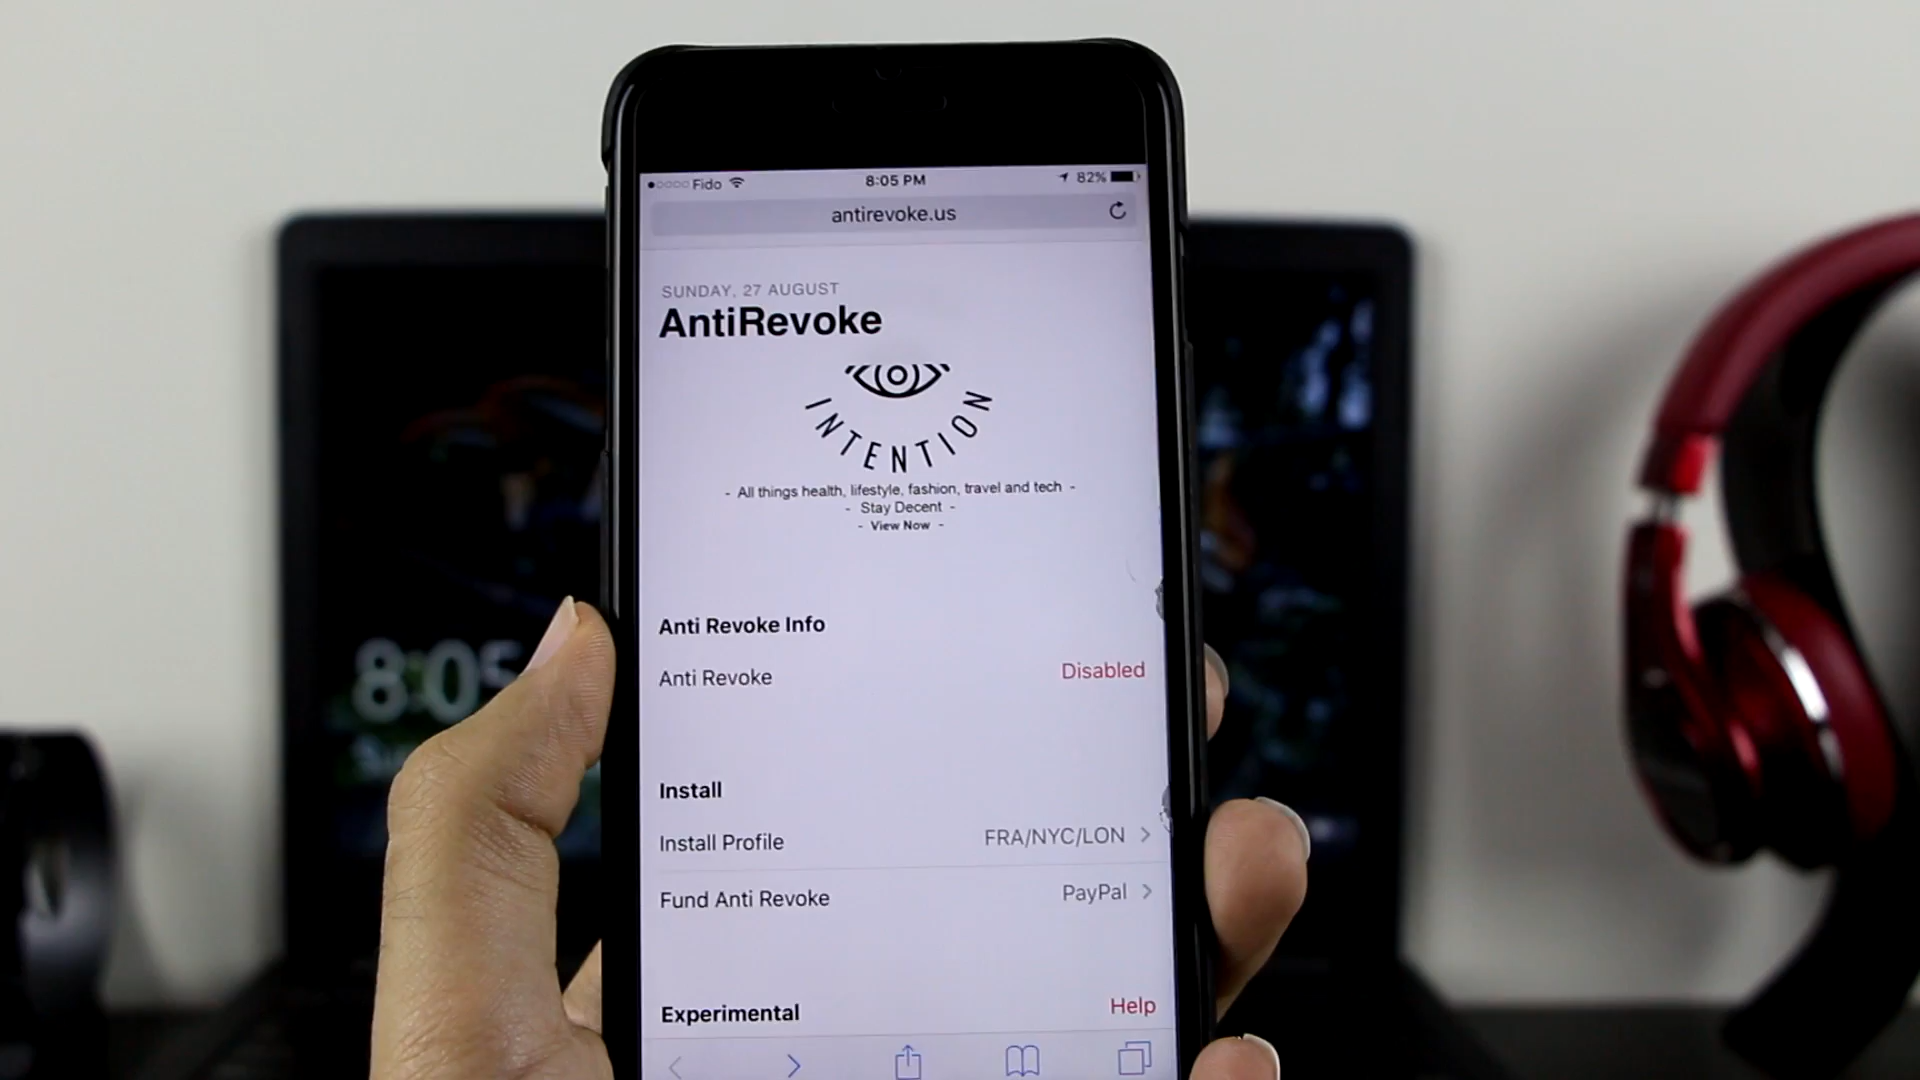 Fido 8:05 PM 82%
antirevoke.us
SUNDAY, 27 AUGUST
AntiRevoke
INTENTION
- All things health, lifestyle, fashion, travel and tech -
- Stay Decent -
- View Now -
Anti Revoke Info
Anti Revoke Disabled
Install
Install Profile FRA/NYC/LON
Fund Anti Revoke PayPal
Experimental Help
8:05